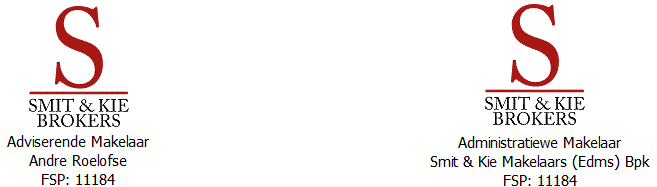 S
SMIT & KIE
BROKERS
Adviserende Makelaar
Andre Roelofse
FSP: 11184
S
SMIT & KIE
BROKERS
Administratiewe Makelaar
Smit & Kie Makelaars (Edms) Bpk
FSP: 11184